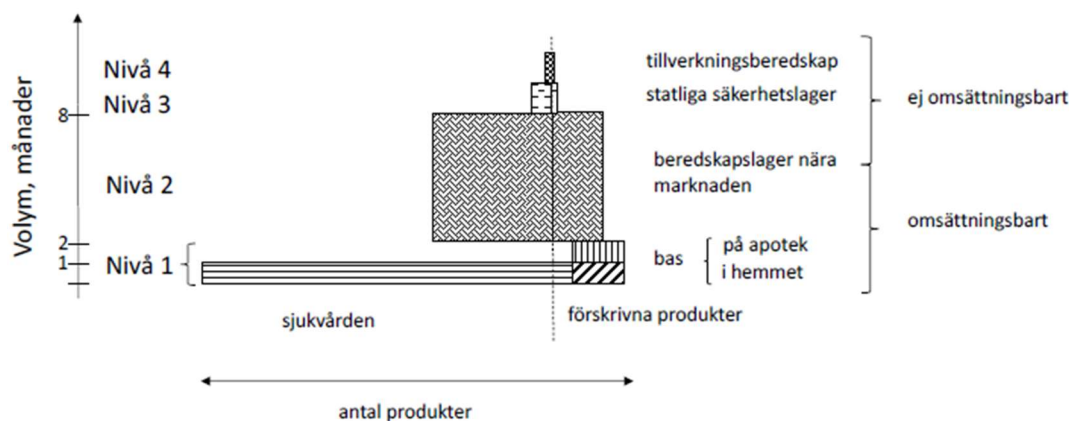 Volym, månader
8
2
1
Nivå 4
Nivå 3
Nivå 2
Nivå 1
tillverkningsberedskap
statliga säkerhetslager
ej omsättningsbart
beredskapslager nära
marknaden
omsättningsbart
bas
på apotek
i hemmet
sjukvården
förskrivna produkter
antal produkter